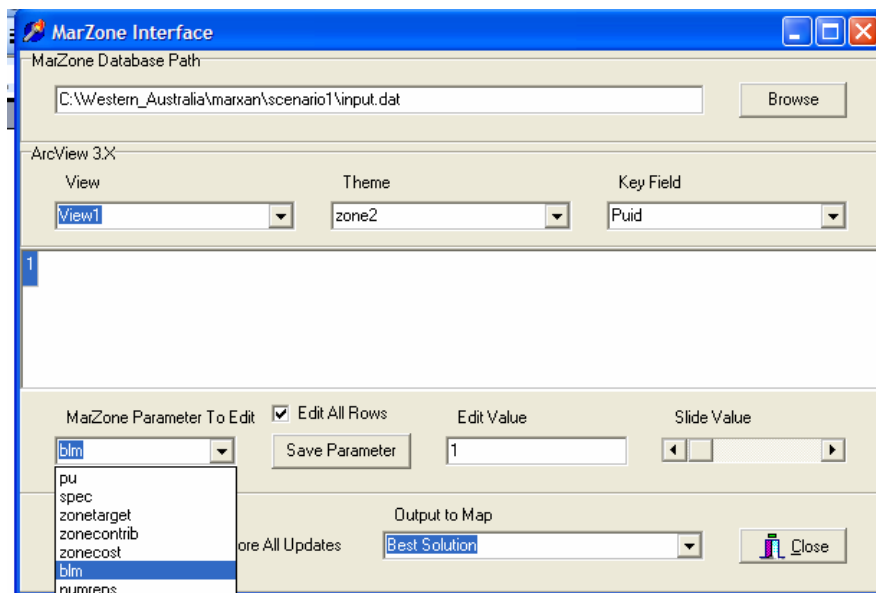 MarZone Interface
MarZone Database Path
C:\Western_Australia\marxan\scenario1\input.dat
Browse
ArcView 3.X
View Theme Key Field
View1 zone2 Puid
1
MarZone Parameter To Edit Edit All Rows Edit Value Slide Value
blm Save Parameter 1
pu
spec
zonetarget
zonecontrib Output to Map
zonecost ore All Updates Best Solution Close
blm
numreps